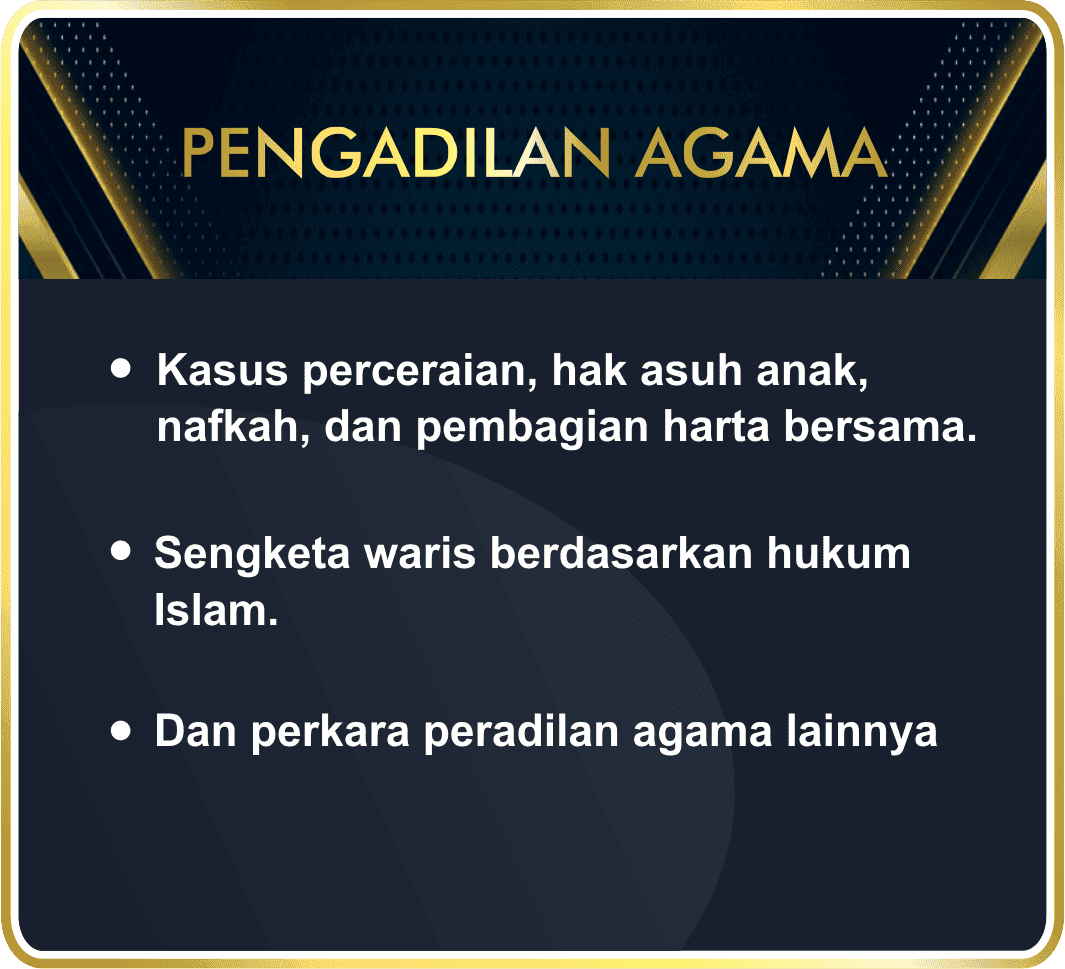 PENGADILAN AGAMA
• Kasus perceraian, hak asuh anak,
nafkah, dan pembagian harta bersama.
• Sengketa waris berdasarkan hukum
Islam.
• Dan perkara peradilan agama lainnya